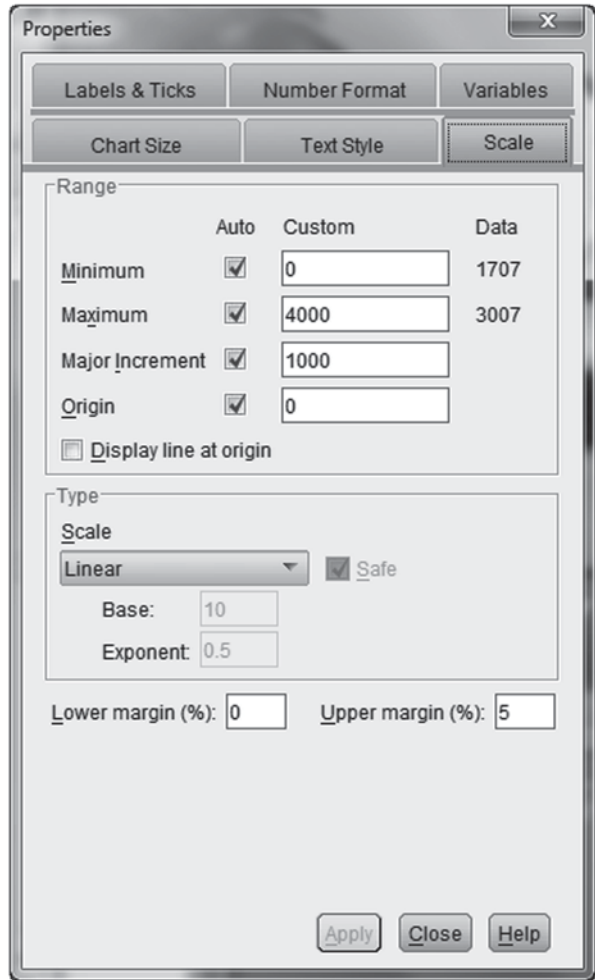 Properties
X
Labels & Ticks Number Format Variables
Chart Size Text Style Scale
Range
Auto Custom Data
Minimum 0 1707
Maximum 4000 3007
Major Increment 1000
Origin 0
Display line at origin
Type
Scale
Linear Safe
Base: 10
Exponent: 0.5
Lower margin (%): 0 Upper margin (%): 5
Apply Close Help